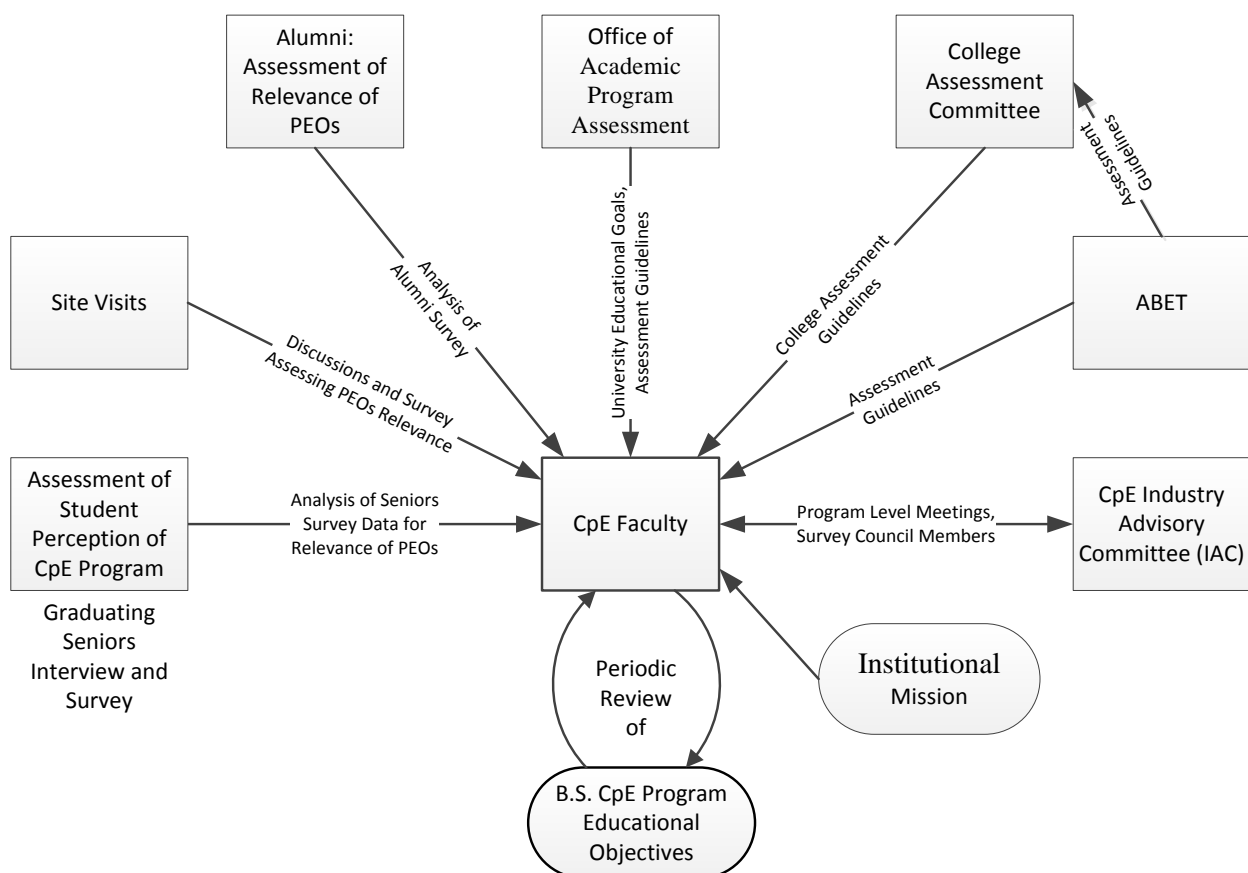 Alumni:
Assessment of
Relevance of
PEOs
Office of
Academic
Program
Assessment
College
Assessment
Committee
Assessment
Guidelines
Site Visits
ABET
Analysis of
Alumni Survey
University Educational Goals,
Assessment Guidelines
College Assessment
Guidelines
Discussions and Survey
Assessing PEOs Relevance
Assessment
Guidelines
Assessment of
Student
Perception of
CpE Program
Analysis of Seniors
Survey Data for
Relevance of PEOs
CpE Faculty
Program Level Meetings,
Survey Council Members
CpE Industry
Advisory
Committee (IAC)
Graduating
Seniors
Interview and
Survey
Periodic
Review
of
Institutional
Mission
B.S. CpE Program
Educational
Objectives